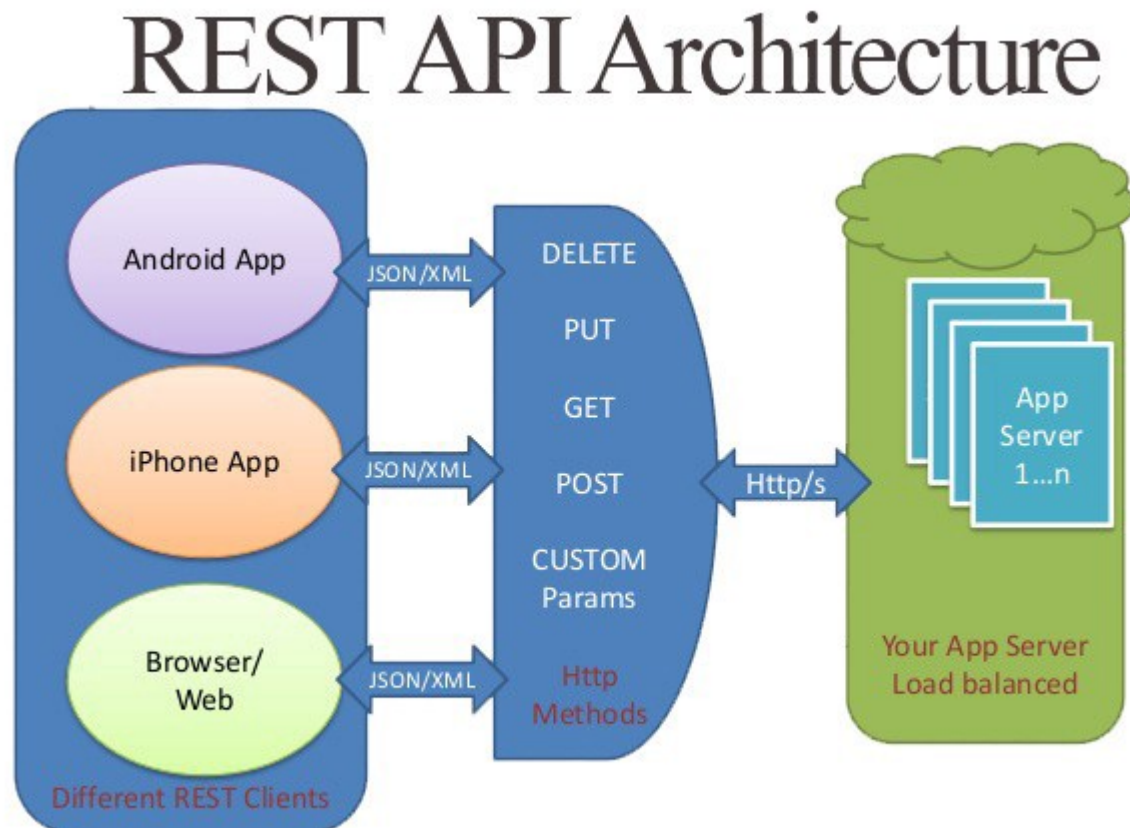 REST API Architecture
Android App
iPhone App
Browser/
Web
Different REST Clients
JSON/XML
JSON/XML
JSON/XML
DELETE
PUT
GET
POST
CUSTOM
Params
Http
Methods
Http/s
App
Server
1...n
Your App Server
Load balanced